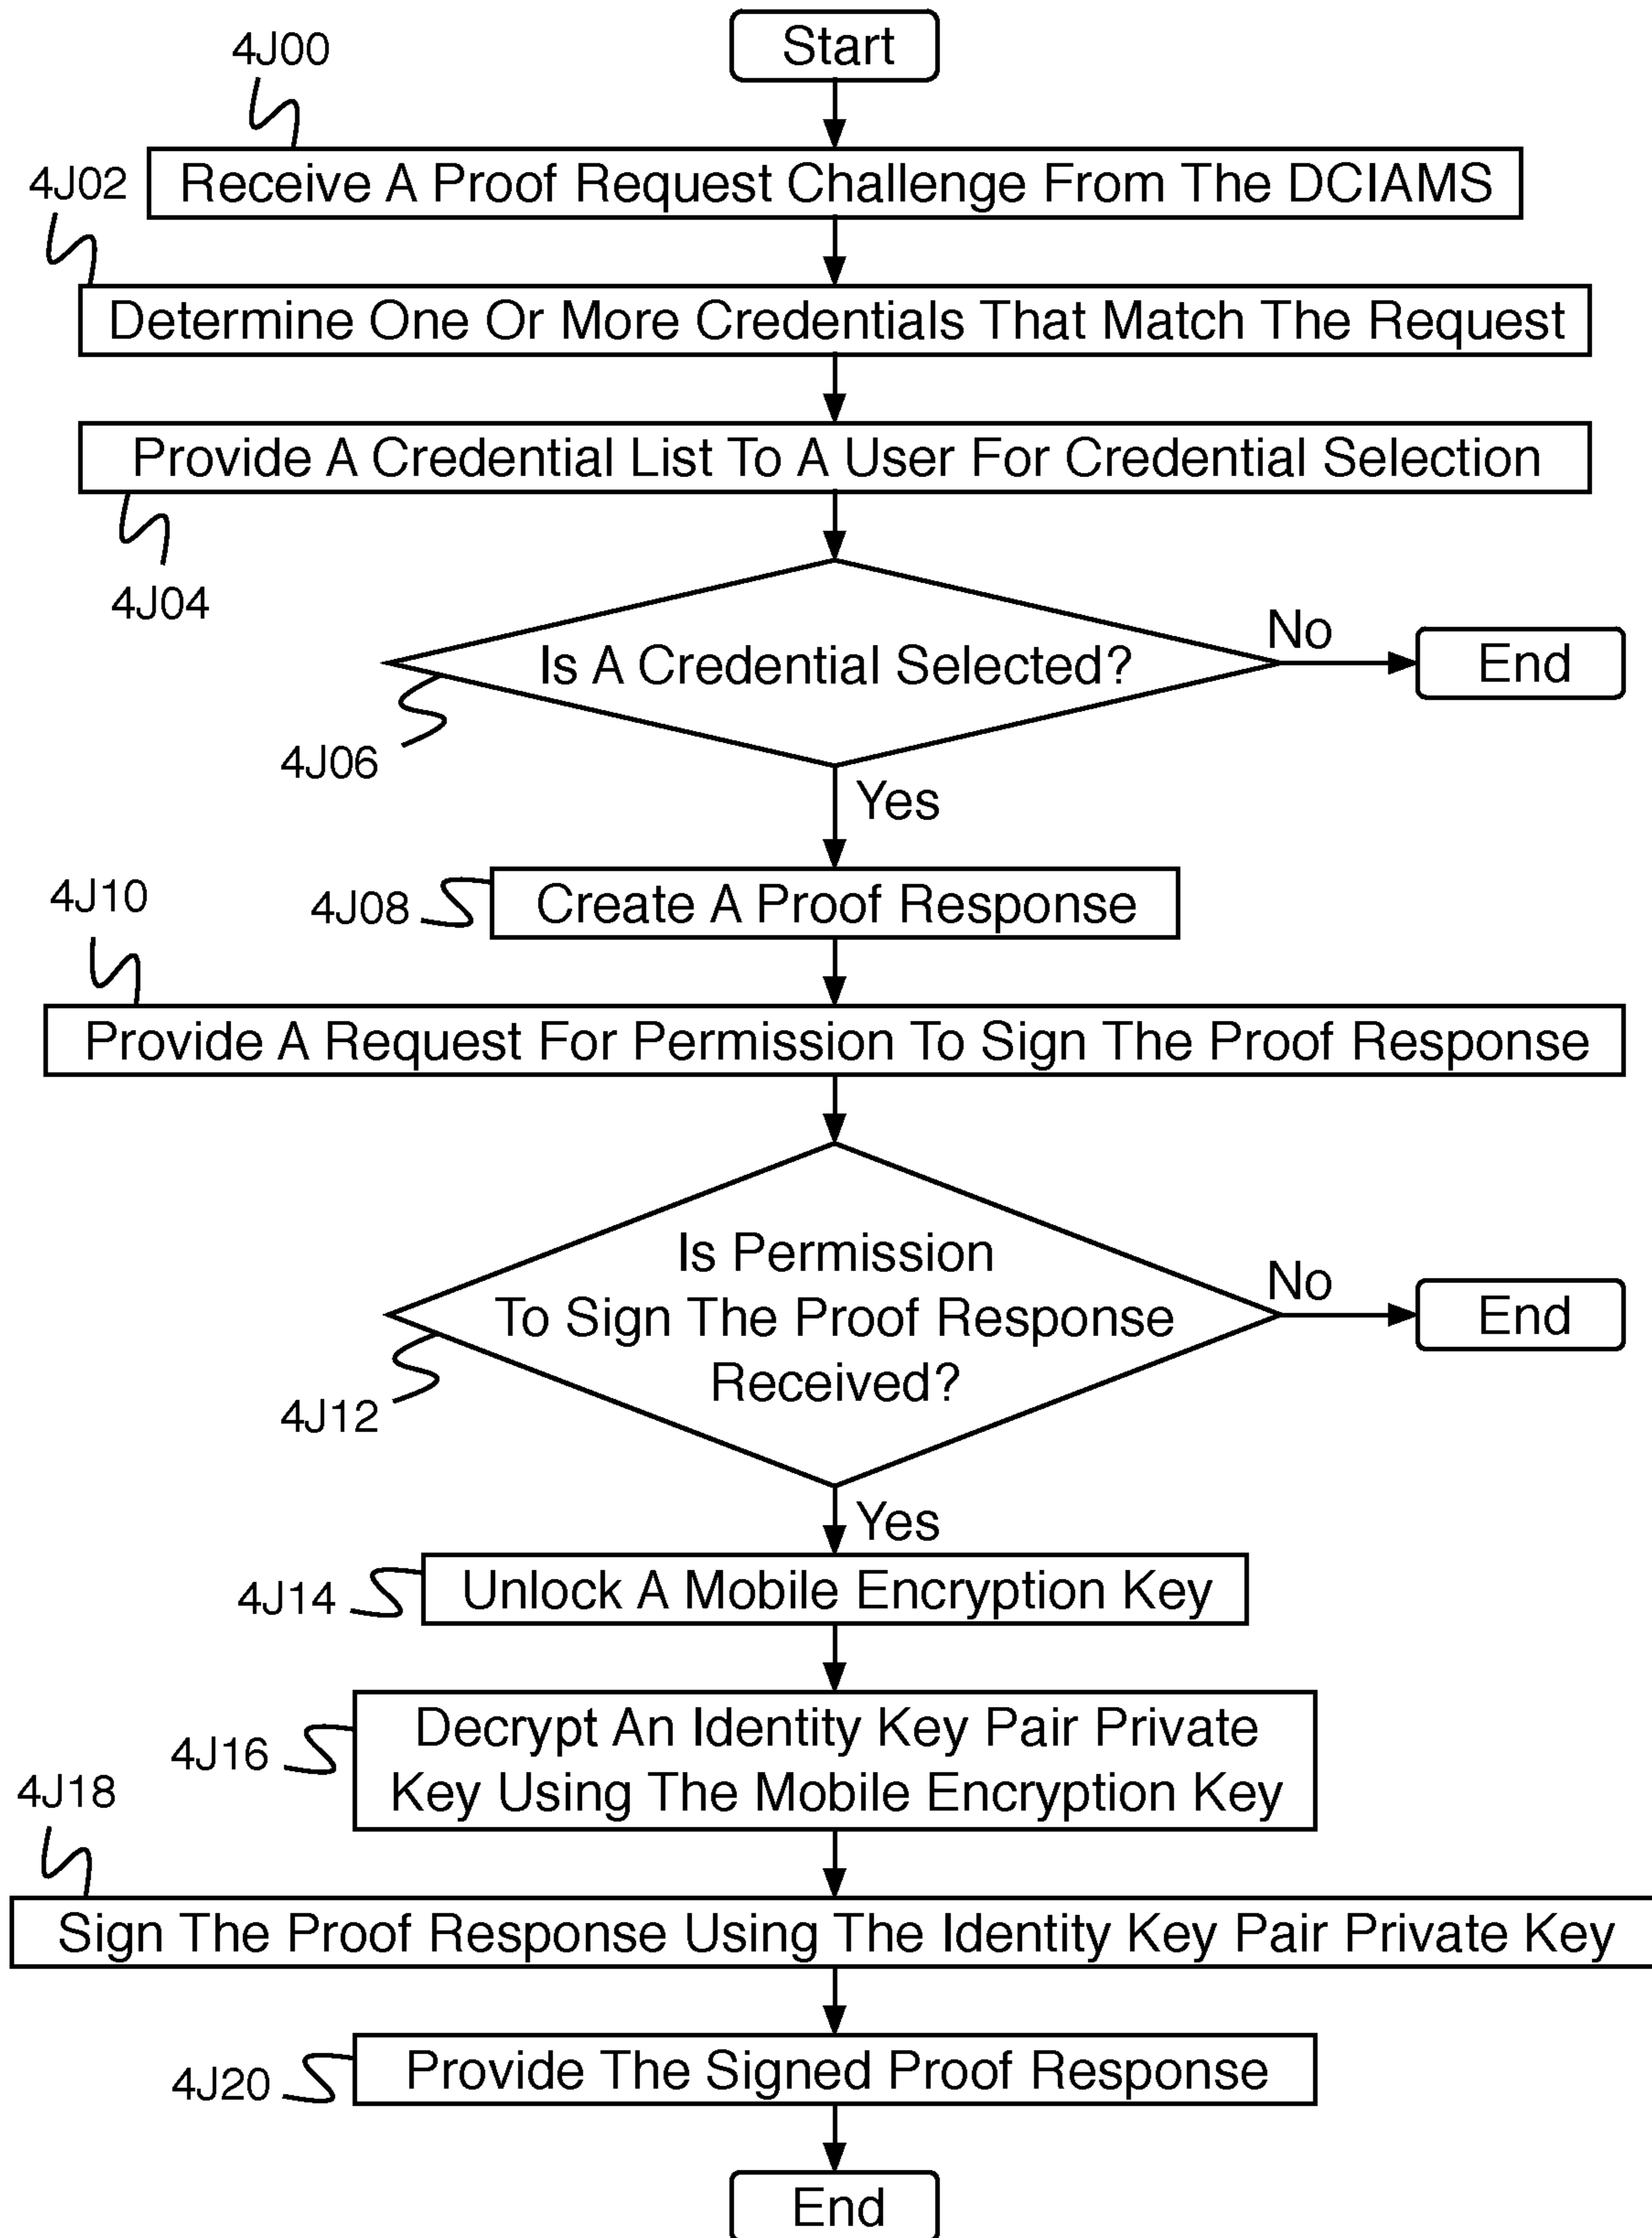 Start
4J00
Receive A Proof Request Challenge From The DCIAMS
4J02
Determine One Or More Credentials That Match The Request
Provide A Credential List To A User For Credential Selection
4J04
Is A Credential Selected?
No
End
4J06
Yes
4J08
Create A Proof Response
4J10
Provide A Request For Permission To Sign The Proof Response
Is Permission
To Sign The Proof Response
Received?
No
End
4J12
Yes
4J14
Unlock A Mobile Encryption Key
4J16
Decrypt An Identity Key Pair Private
Key Using The Mobile Encryption Key
4J18
Sign The Proof Response Using The Identity Key Pair Private Key
4J20
Provide The Signed Proof Response
End